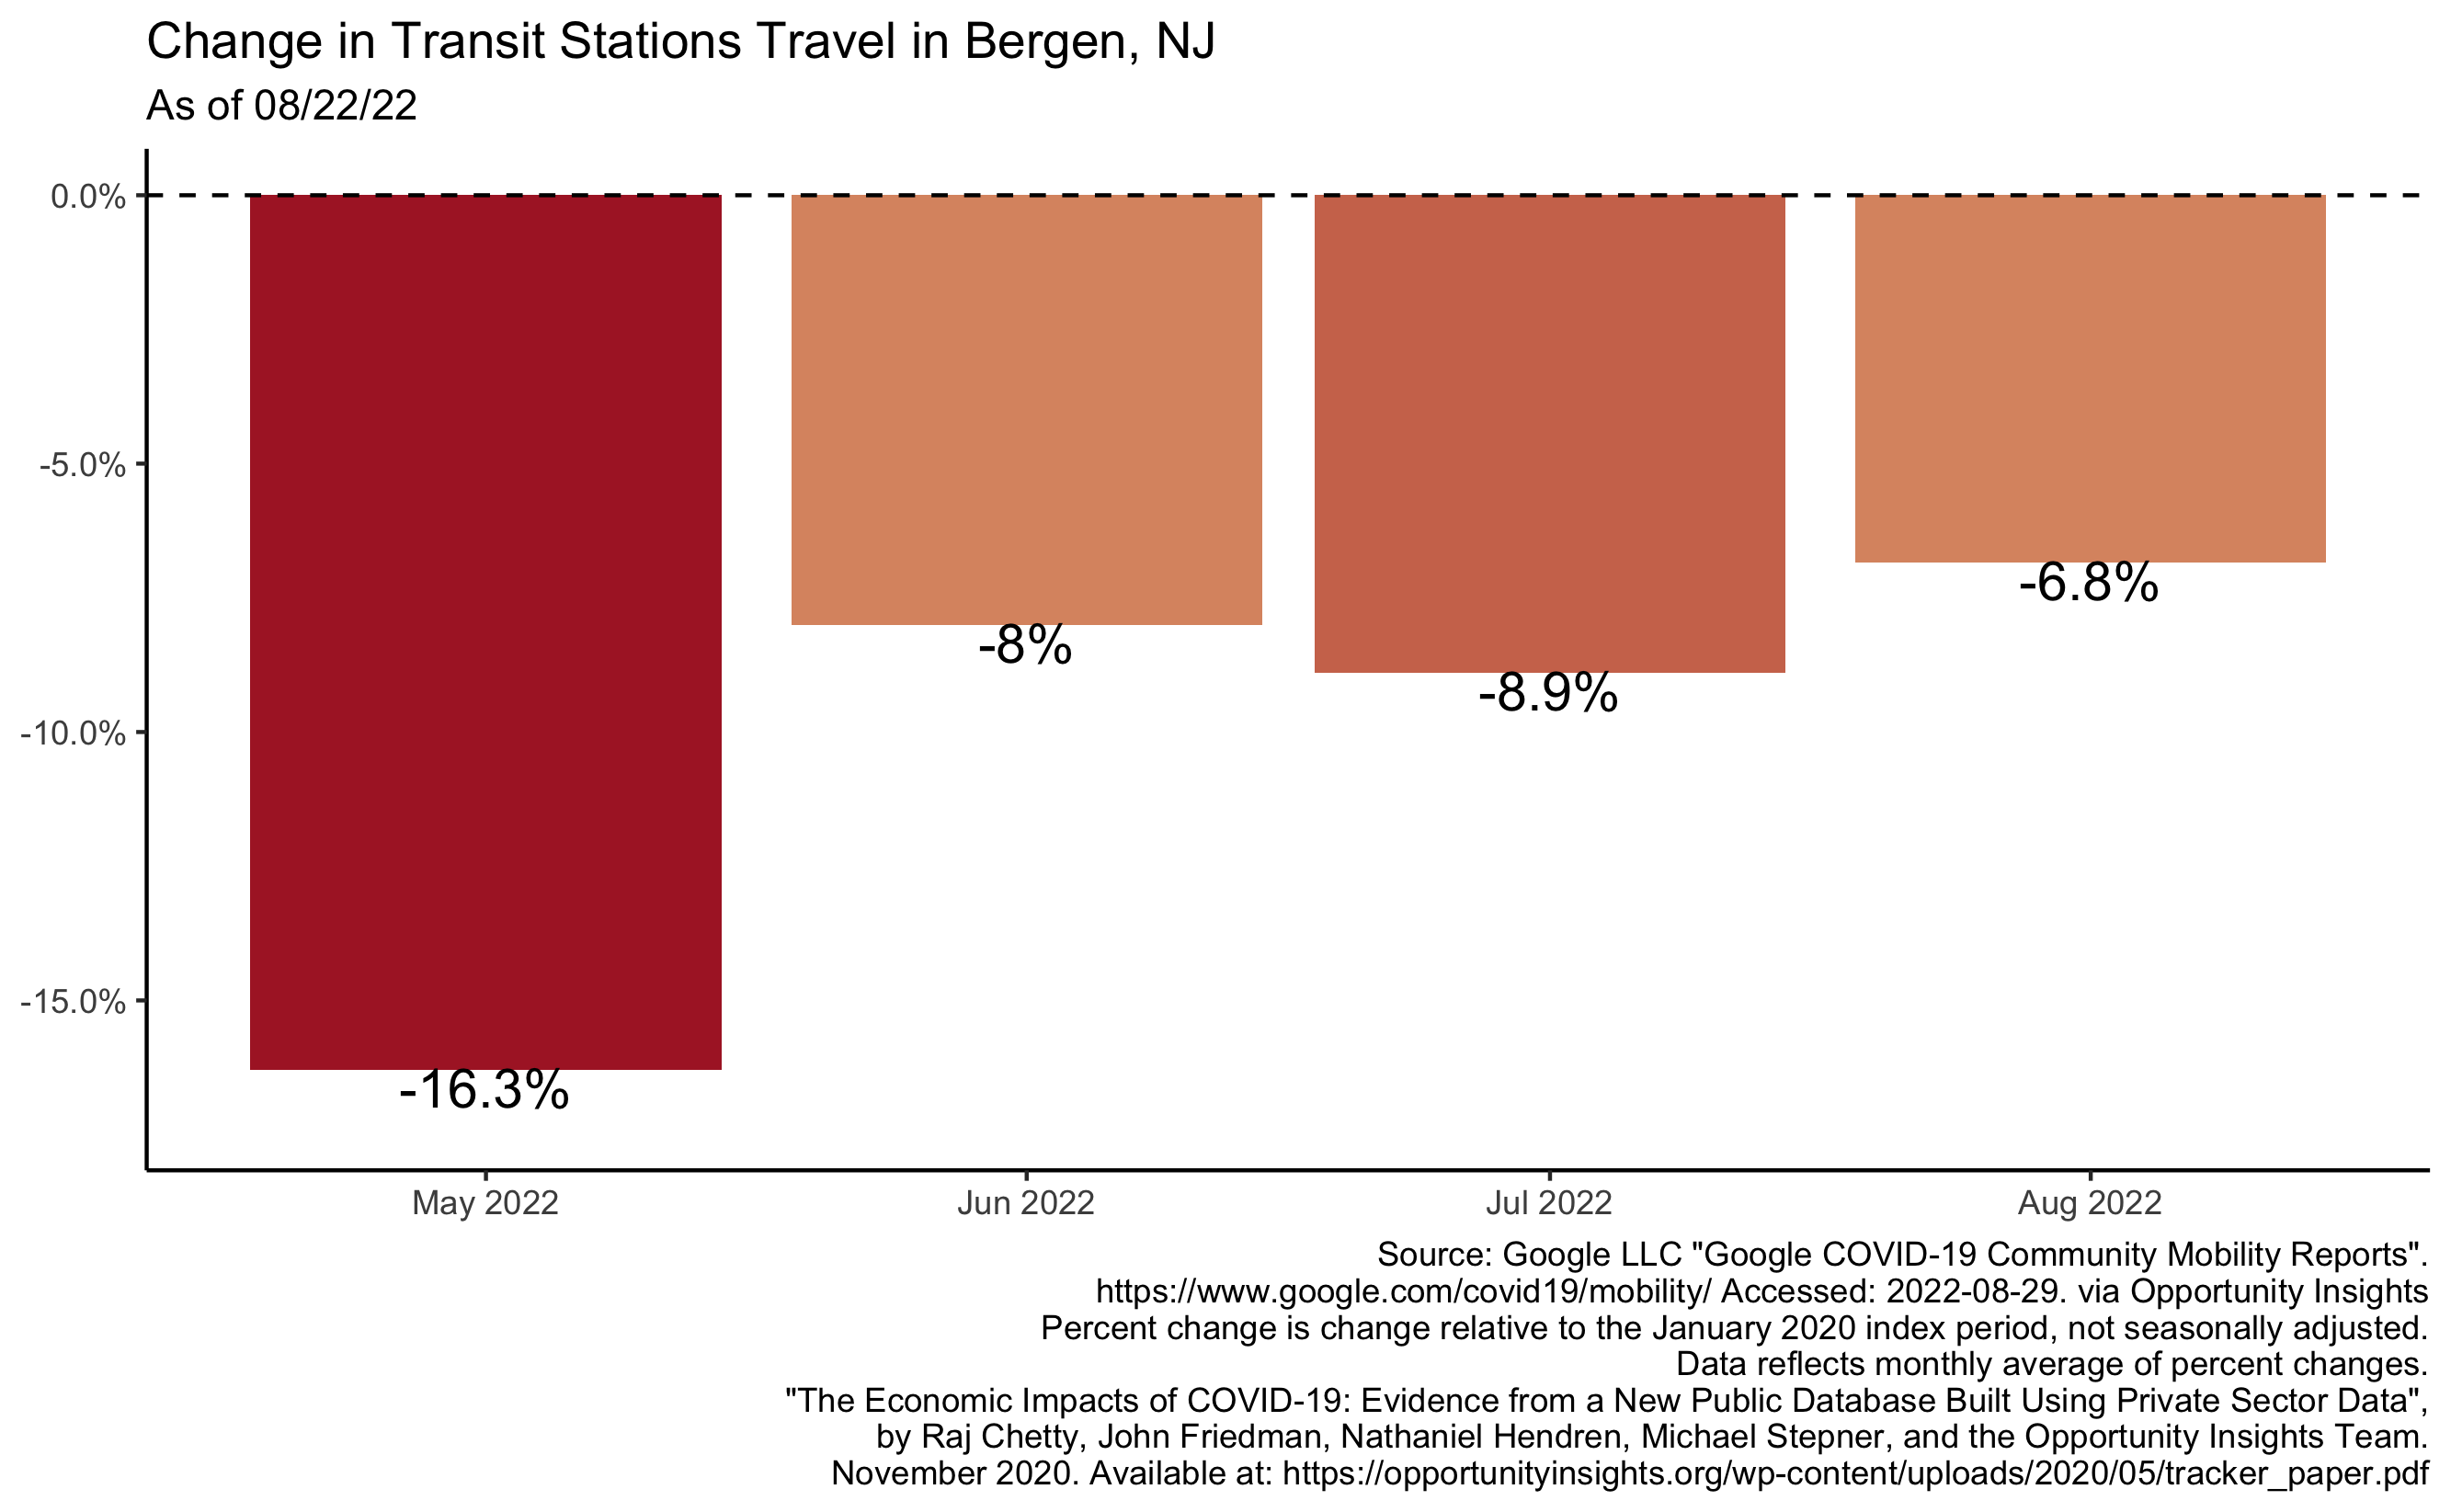 Change in Transit Stations Travel in Bergen, NJ
As of 08/22/22
0.0%
-5.0%
-10.0%
-15.0%
-16.3%
-8%
-8.9%
-6.8%
May 2022
Jun 2022
Jul 2022
Aug 2022
Source: Google LLC "Google COVID-19 Community Mobility Reports".
https://www.google.com/covid19/mobility/ Accessed: 2022-08-29. via Opportunity Insights
Percent change is change relative to the January 2020 index period, not seasonally adjusted.
Data reflects monthly average of percent changes.
"The Economic Impacts of COVID-19: Evidence from a New Public Database Built Using Private Sector Data",
by Raj Chetty, John Friedman, Nathaniel Hendren, Michael Stepner, and the Opportunity Insights Team.
November 2020. Available at: https://opportunityinsights.org/wp-content/uploads/2020/05/tracker_paper.pdf